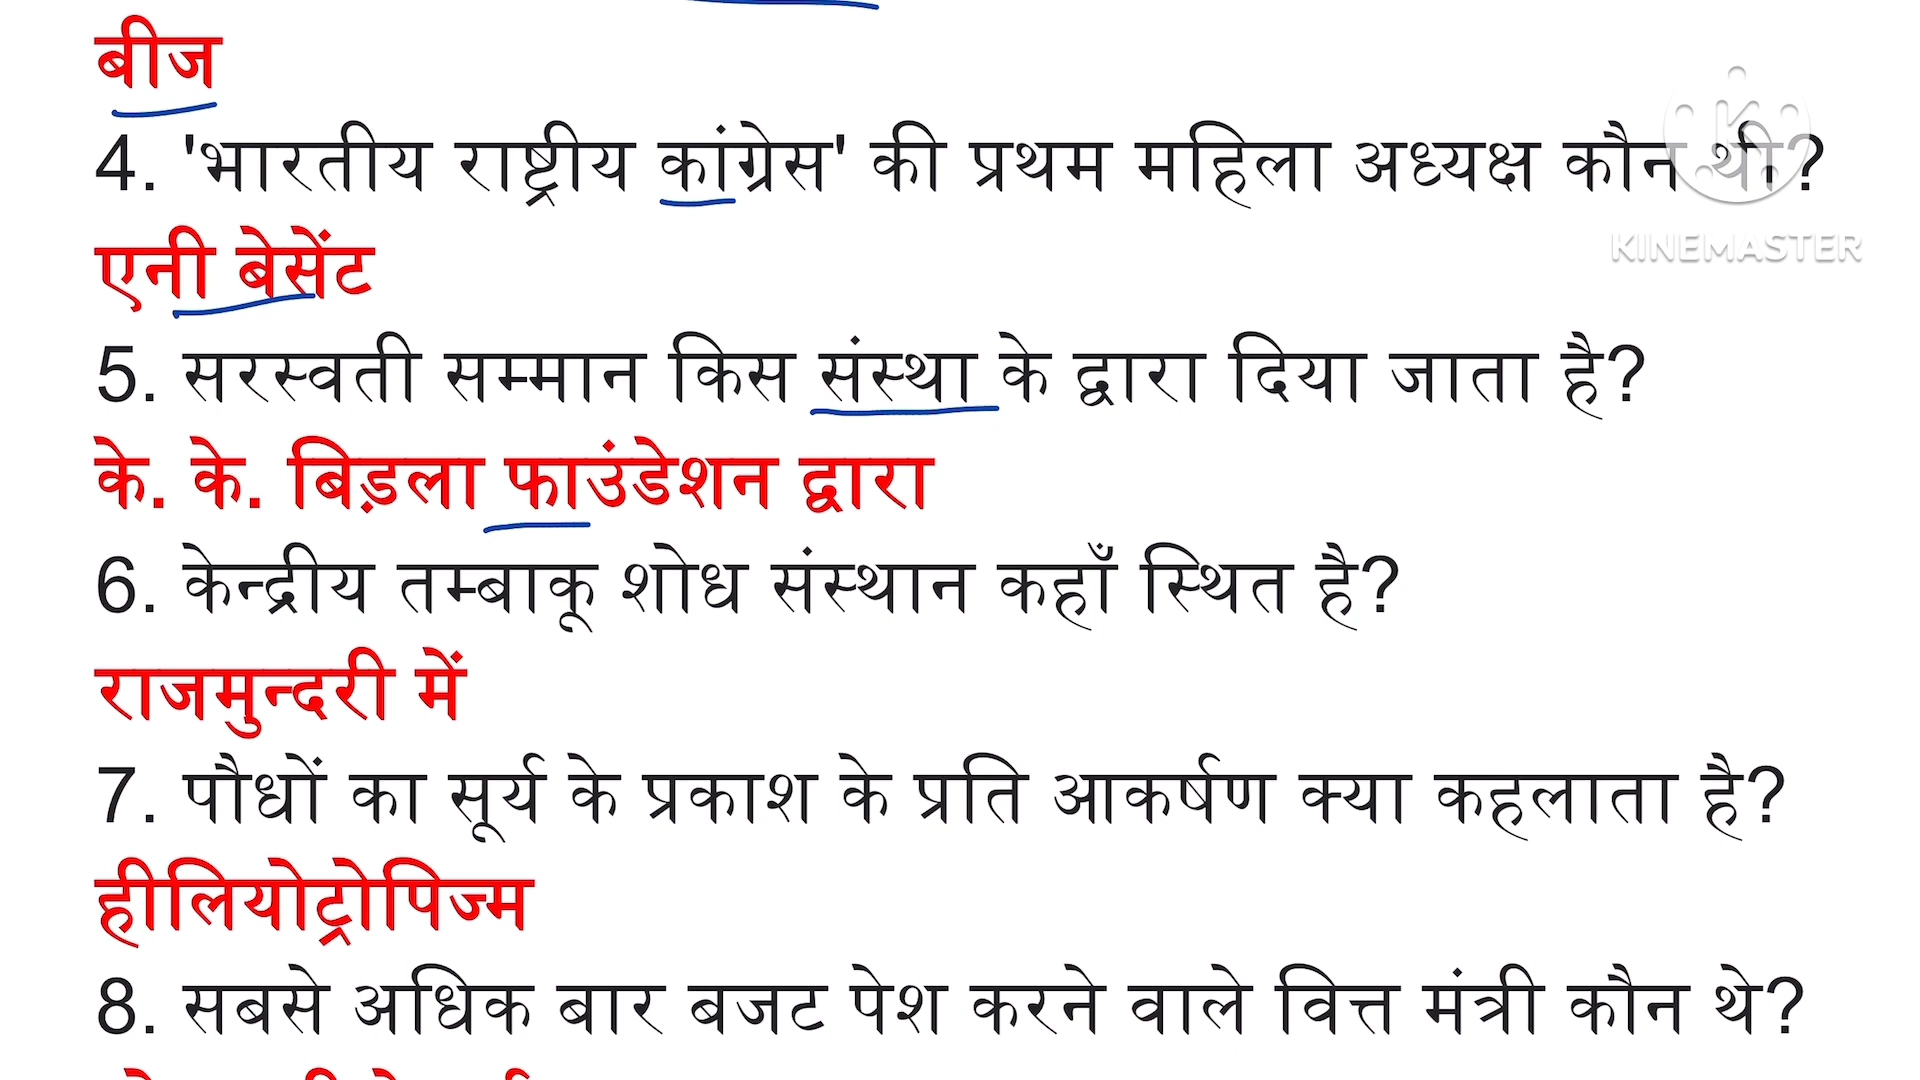 बीज
4. 'भारतीय राष्ट्रीय कांग्रेस' की प्रथम महिला अध्यक्ष कौन थी?
KINEMASTER
एनी बेसेंट
5. सरस्वती सम्मान किस संस्था के द्वारा दिया जाता है?
के. के. बिड़ला फाउंडेशन द्वारा
6. केन्द्रीय तम्बाकू शोध संस्थान कहाँ स्थित है?
राजमुन्दरी में
7. पौधों का सूर्य के प्रकाश के प्रति आकर्षण क्या कहलाता है?
हीलियोट्रोपिज्म
8. सबसे अधिक बार बजट पेश करने वाले वित्त मंत्री कौन थे?